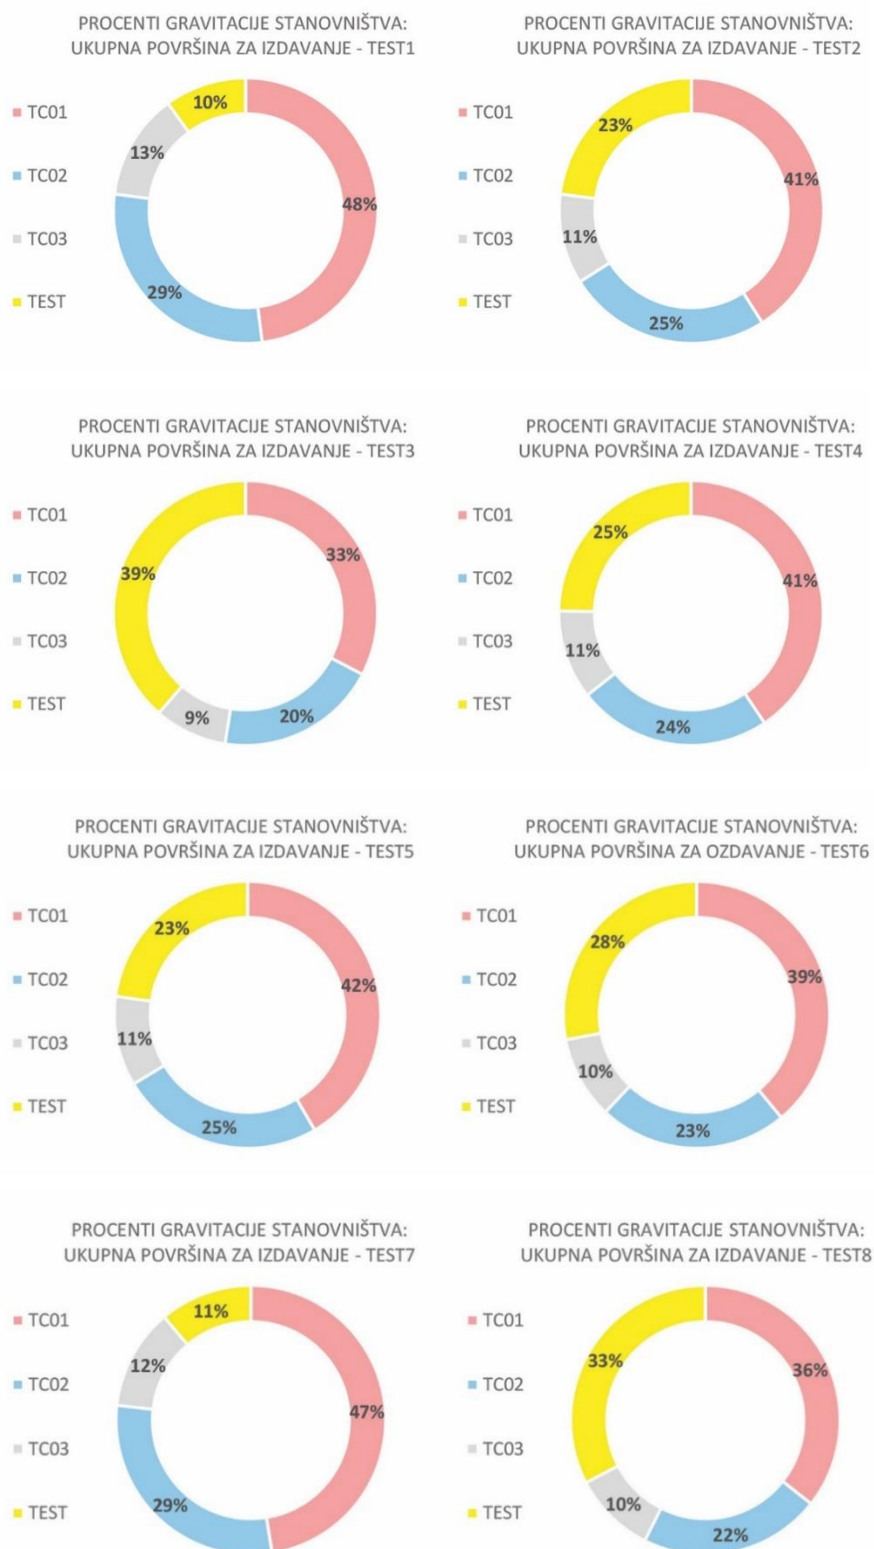 PROCENTI GRAVITACIJE STANOVNIŠTVA:
UKUPNA POVRŠINA ZA IZDAVANJE - TEST1
TC01
TC02
TC03
TEST
10%
13%
48%
29%
PROCENTI GRAVITACIJE STANOVNIŠTVA:
UKUPNA POVRŠINA ZA IZDAVANJE - TEST2
TC01
TC02
TC03
TEST
23%
41%
11%
25%
PROCENTI GRAVITACIJE STANOVNIŠTVA:
UKUPNA POVRŠINA ZA IZDAVANJE - TEST3
TC01
TC02
TC03
TEST
33%
39%
9%
20%
PROCENTI GRAVITACIJE STANOVNIŠTVA:
UKUPNA POVRŠINA ZA IZDAVANJE - TEST4
TC01
TC02
TC03
TEST
25%
41%
11%
24%
PROCENTI GRAVITACIJE STANOVNIŠTVA:
UKUPNA POVRŠINA ZA IZDAVANJE - TEST5
TC01
TC02
TC03
TEST
23%
42%
11%
25%
PROCENTI GRAVITACIJE STANOVNIŠTVA:
UKUPNA POVRŠINA ZA OZDAVANJE - TEST6
TC01
TC02
TC03
TEST
28%
39%
10%
23%
PROCENTI GRAVITACIJE STANOVNIŠTVA:
UKUPNA POVRŠINA ZA IZDAVANJE - TEST7
TC01
TC02
TC03
TEST
11%
12%
47%
29%
PROCENTI GRAVITACIJE STANOVNIŠTVA:
UKUPNA POVRŠINA ZA IZDAVANJE - TEST8
TC01
TC02
TC03
TEST
33%
36%
10%
22%